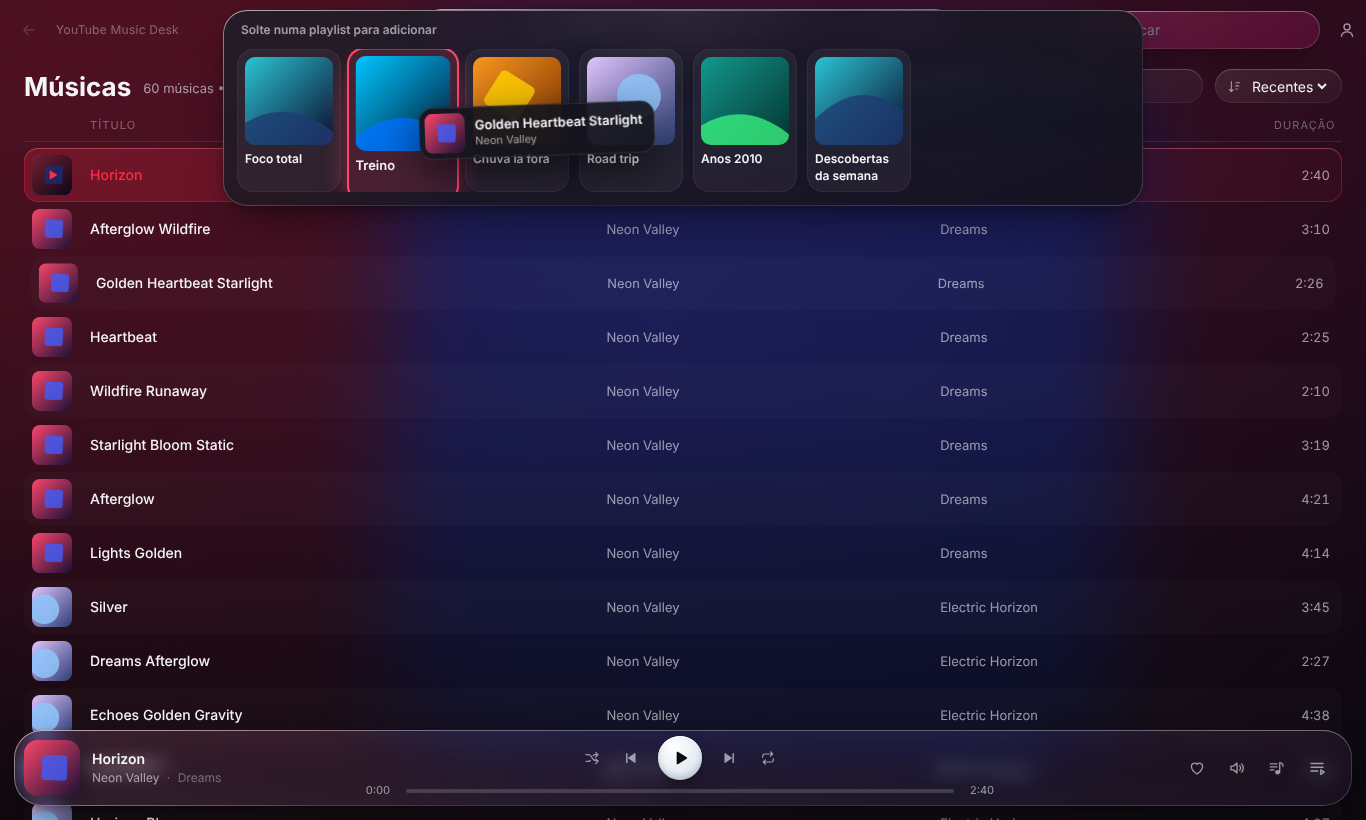 YouTube Music Desk
Solte numa playlist para adicionar
car
Músicas
60 músicas •
Recentes
Foco total
Treino
Chuva lá fora
Road trip
Anos 2010
Descobertas
da semana
Golden Heartbeat Starlight
Neon Valley
TÍTULO
DURAÇÃO
Horizon
2:40
Afterglow Wildfire
Neon Valley
Dreams
3:10
Golden Heartbeat Starlight
Neon Valley
Dreams
2:26
Heartbeat
Neon Valley
Dreams
2:25
Wildfire Runaway
Neon Valley
Dreams
2:10
Starlight Bloom Static
Neon Valley
Dreams
3:19
Afterglow
Neon Valley
Dreams
4:21
Lights Golden
Neon Valley
Dreams
4:14
Silver
Neon Valley
Electric Horizon
3:45
Dreams Afterglow
Neon Valley
Electric Horizon
2:27
Echoes Golden Gravity
Neon Valley
Electric Horizon
4:38
Horizon
Neon Valley · Dreams
0:00
2:40